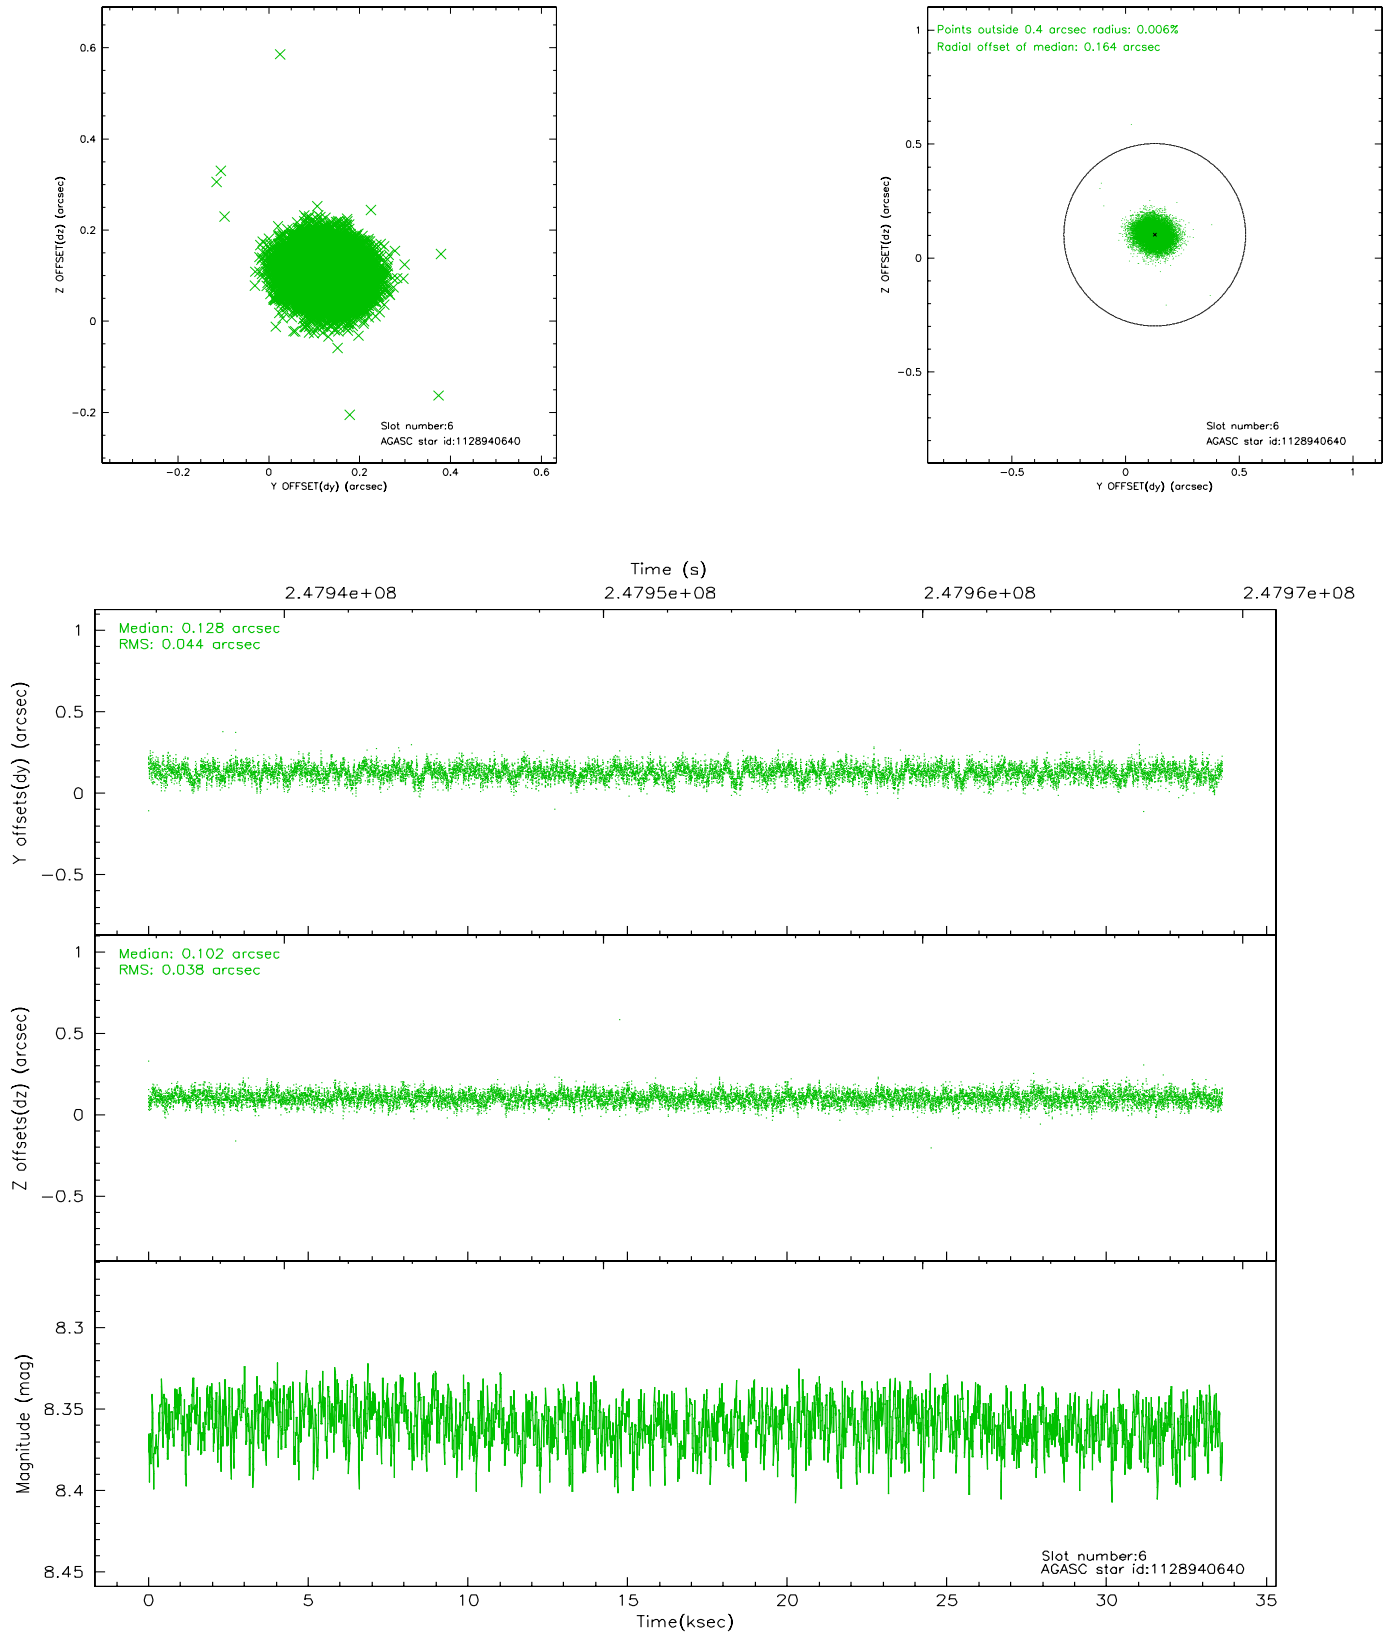 0.6
0.4
0.2
0
−0.2
Z OFFSET(dz) (arcsec)
Slot number:6
AGASC star id:1128940640
−0.2 0 0.2 0.4 0.6
Y OFFSET(dy) (arcsec)
Points outside 0.4 arcsec radius: 0.006%
Radial offset of median: 0.164 arcsec
1
0.5
0
−0.5
Z OFFSET(dz) (arcsec)
Slot number:6
AGASC star id:1128940640
−0.5 0 0.5 1
Y OFFSET(dy) (arcsec)
Time (s)
2.4794e+08 2.4795e+08 2.4796e+08 2.4797e+08
Median: 0.128 arcsec
RMS: 0.044 arcsec
1
0.5
0
−0.5
Y offsets(dy) (arcsec)
Median: 0.102 arcsec
RMS: 0.038 arcsec
1
0.5
0
−0.5
Z offsets(dz) (arcsec)
8.3
8.35
8.4
8.45
Magnitude (mag)
Slot number:6
AGASC star id:1128940640
0 5 10 15 20 25 30 35
Time(ksec)